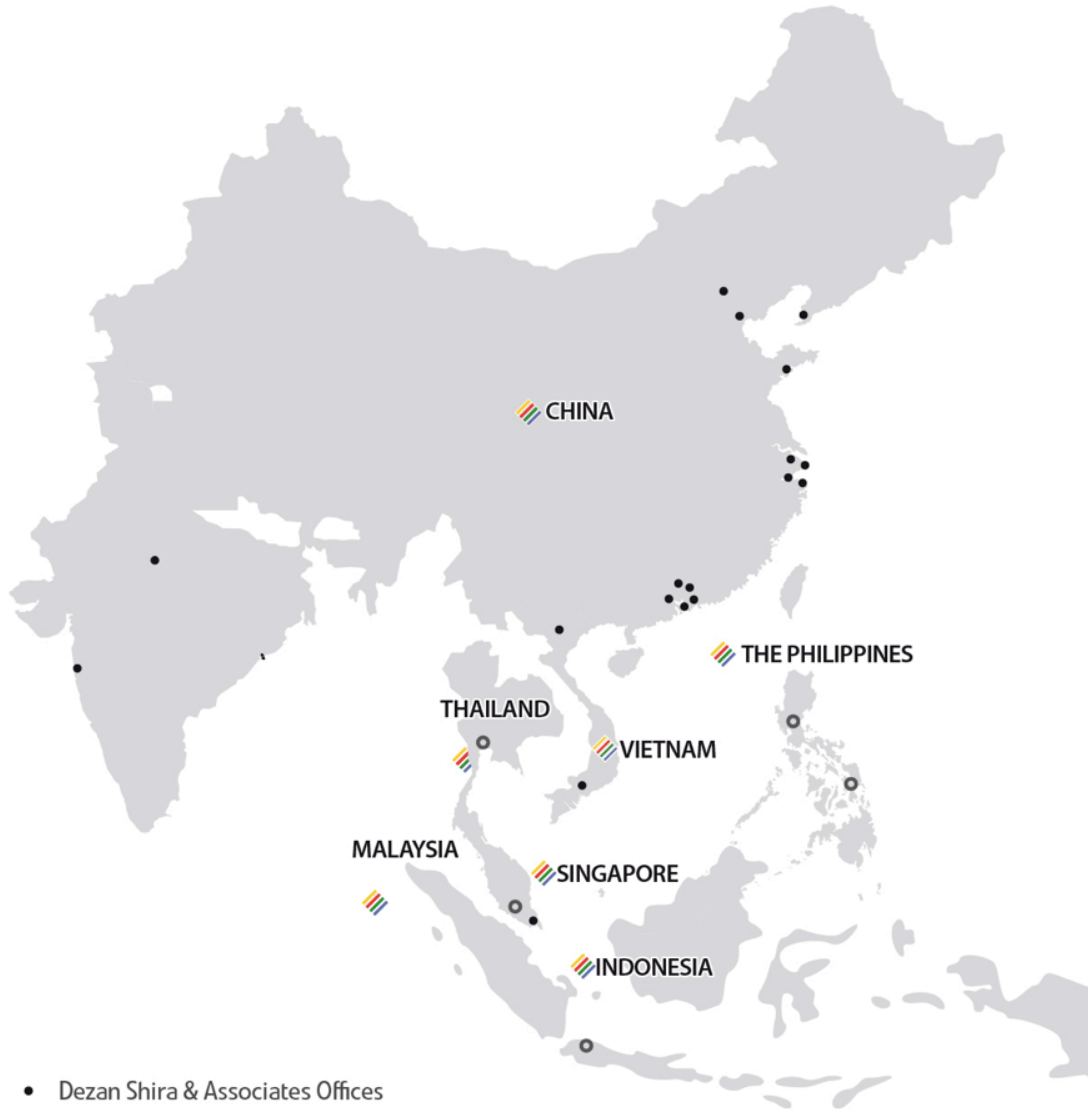 CHINA
THE PHILIPPINES
THAILAND
VIETNAM
MALAYSIA
SINGAPORE
INDONESIA
Dezan Shira & Associates Offices